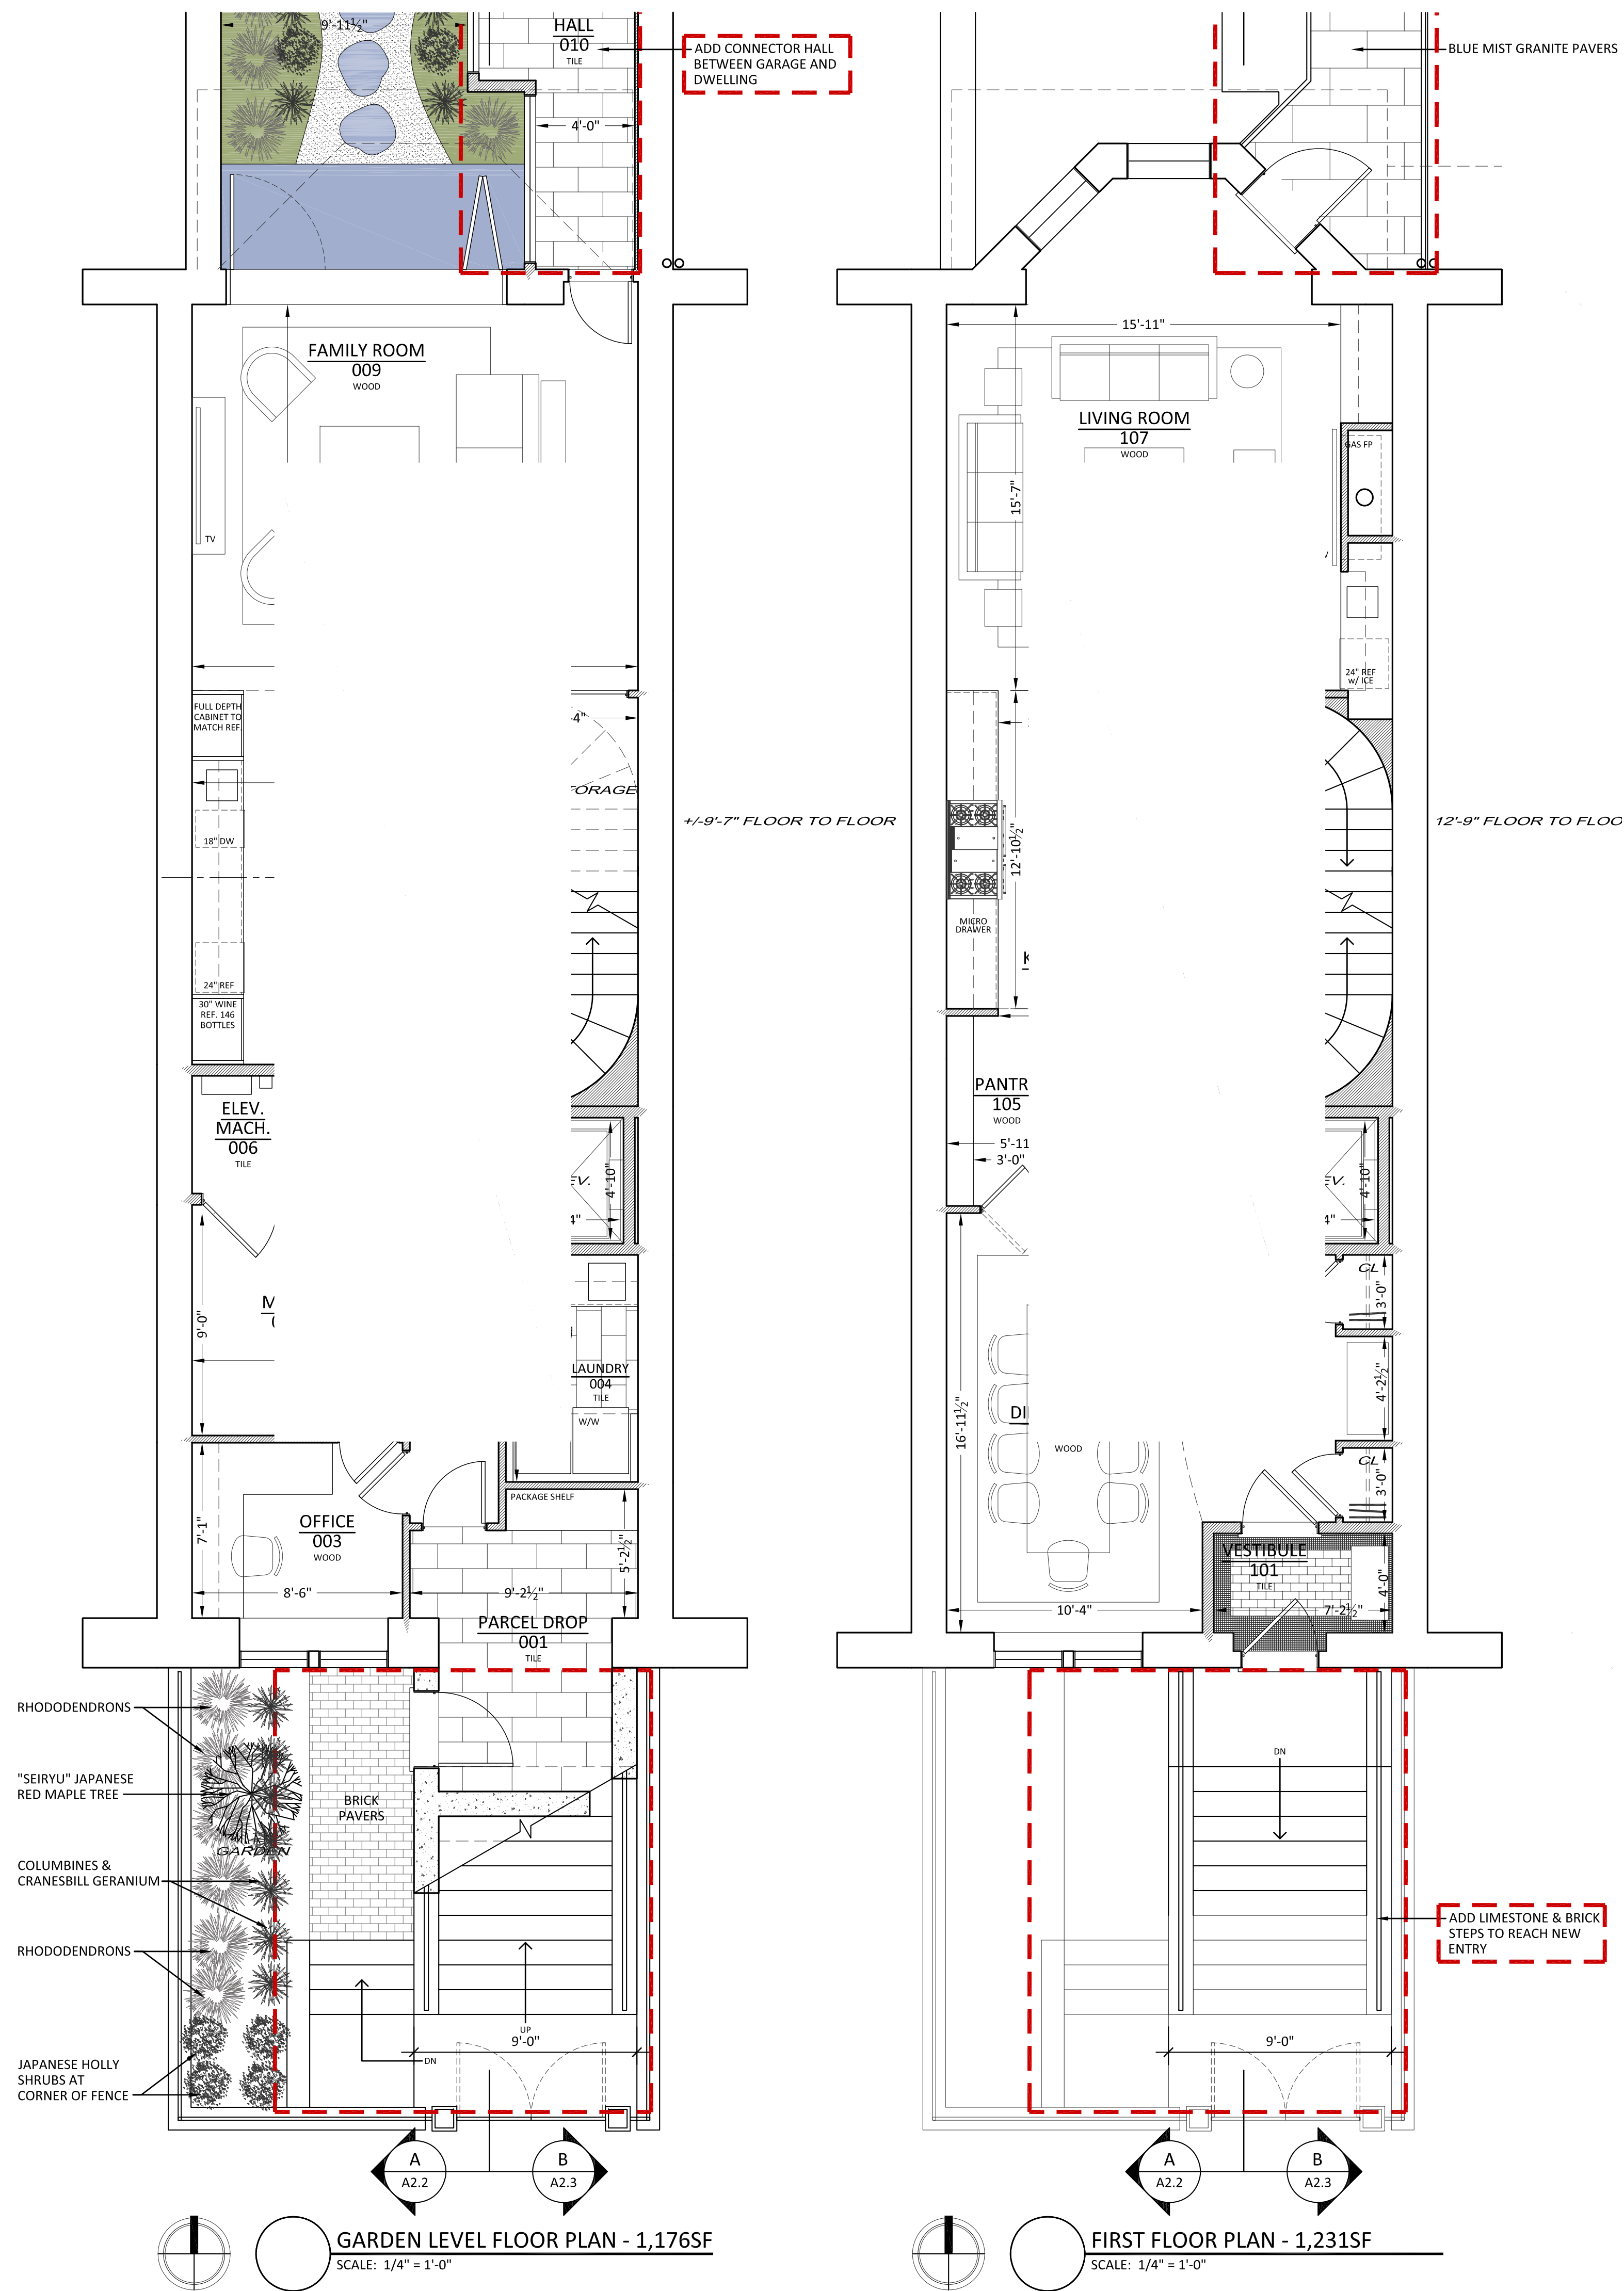 9'-11½"
HALL
010
TILE
ADD CONNECTOR HALL
BETWEEN GARAGE AND
DWELLING
4'-0"
FAMILY ROOM
009
WOOD
TV
FULL DEPTH
CABINET TO
MATCH REF.
18" DW
24" REF
30" WINE
REF. 146
BOTTLES
+/-9'-7" FLOOR TO FLOOR
ELEV.
MACH.
006
TILE
4'-10"
9'-0"
LAUNDRY
004
TILE
W/W
PACKAGE SHELF
OFFICE
003
WOOD
7'-1"
8'-6"
9'-2½"
5'-2½"
PARCEL DROP
001
TILE
RHODODENDRONS
"SEIRYU" JAPANESE
RED MAPLE TREE
BRICK
PAVERS
GARDEN
COLUMBINES &
CRANESBILL GERANIUM
RHODODENDRONS
JAPANESE HOLLY
SHRUBS AT
CORNER OF FENCE
UP
9'-0"
DN
A
A2.2
B
A2.3
GARDEN LEVEL FLOOR PLAN - 1,176SF
SCALE: 1/4" = 1'-0"
BLUE MIST GRANITE PAVERS
15'-11"
LIVING ROOM
107
WOOD
GAS FP
15'-7"
24" REF
w/ ICE
12'-10½"
MICRO
DRAWER
12'-9" FLOOR TO FLOO
PANTR
105
WOOD
5'-11
3'-0"
4'-10"
CL
3'-0"
4'-2½"
16'-11½"
DI
WOOD
CL
3'-0"
VESTIBULE
101
TILE
4'-0"
10'-4"
7'-2½"
DN
ADD LIMESTONE & BRICK
STEPS TO REACH NEW
ENTRY
9'-0"
A
A2.2
B
A2.3
FIRST FLOOR PLAN - 1,231SF
SCALE: 1/4" = 1'-0"